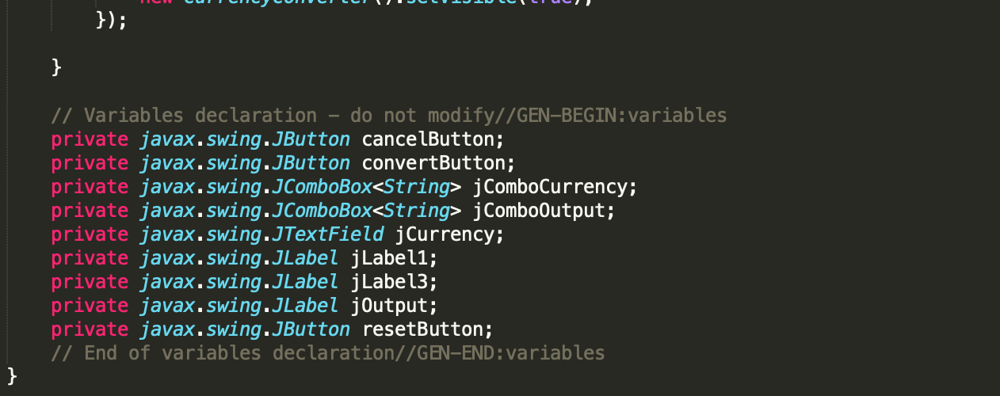 new currencyConverter().setVisible(true);
});
}
// Variables declaration - do not modify//GEN-BEGIN:variables
private javax.swing.JButton cancelButton;
private javax.swing.JButton convertButton;
private javax.swing.JComboBox<String> jComboCurrency;
private javax.swing.JComboBox<String> jComboOutput;
private javax.swing.JTextField jCurrency;
private javax.swing.JLabel jLabel1;
private javax.swing.JLabel jLabel3;
private javax.swing.JLabel jOutput;
private javax.swing.JButton resetButton;
// End of variables declaration//GEN-END:variables
}